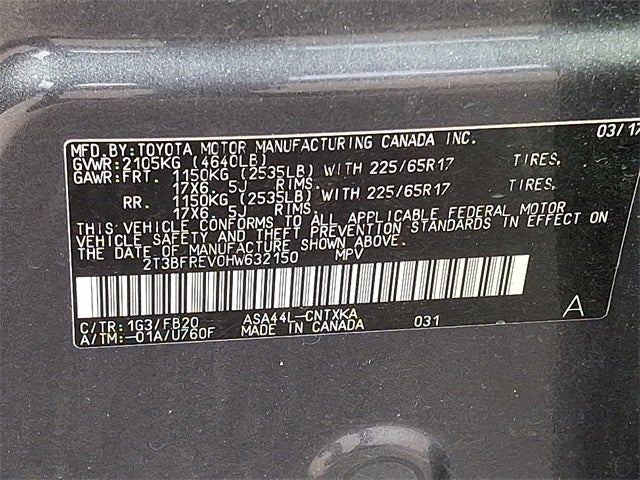 MFD.BY:TOYOTA MOTOR MANUFACTURING CANADA INC. 03/17
GVWR:2105KG (4640LB)
GAWR:FRT. 1150KG (2535LB) WITH 225/65R17 TIRES,
17X6. 5J RIMS,
RR. 1150KG (2535LB) WITH 225/65R17 TIRES,
17X6. 5J RIMS,
THIS VEHICLE CONFORMS TO ALL APPLICABLE FEDERAL MOTOR
VEHICLE SAFETY AND THEFT PREVENTION STANDARDS IN EFFECT ON
THE DATE OF MANUFACTURE SHOWN ABOVE.
2T3BFREV0HW632150 MPV
C/TR:1G3/FB20 ASA44L-CNTXKA A
A/TM:-01A/U760F MADE IN CANADA 031